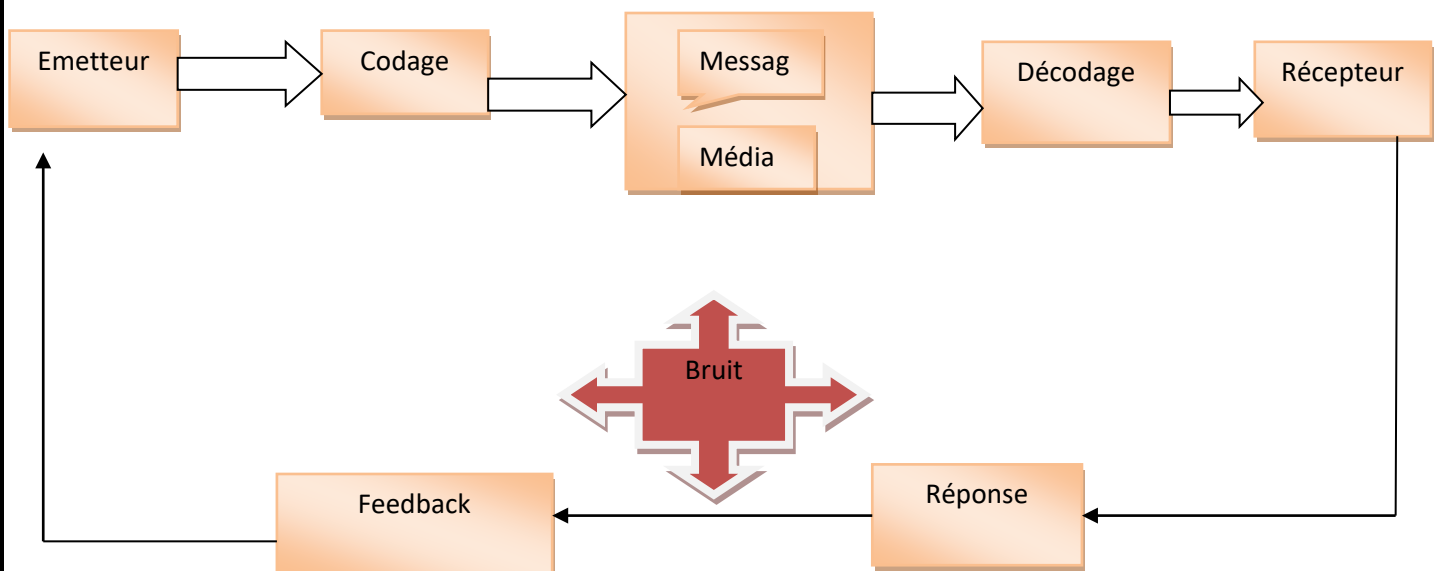 Emetteur
Codage
Messag
Média
Décodage
Récepteur
Bruit
Feedback
Réponse